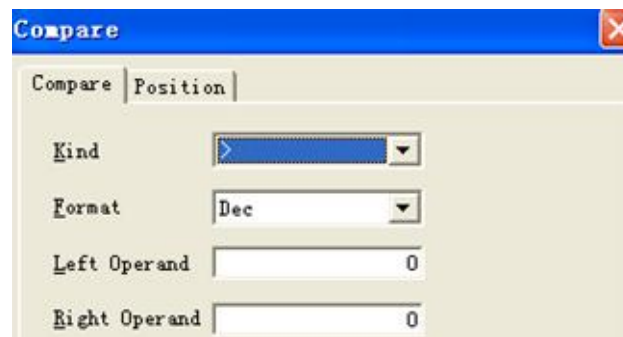 Compare
Compare Position
Kind >
Format Dec
Left Operand 0
Right Operand 0